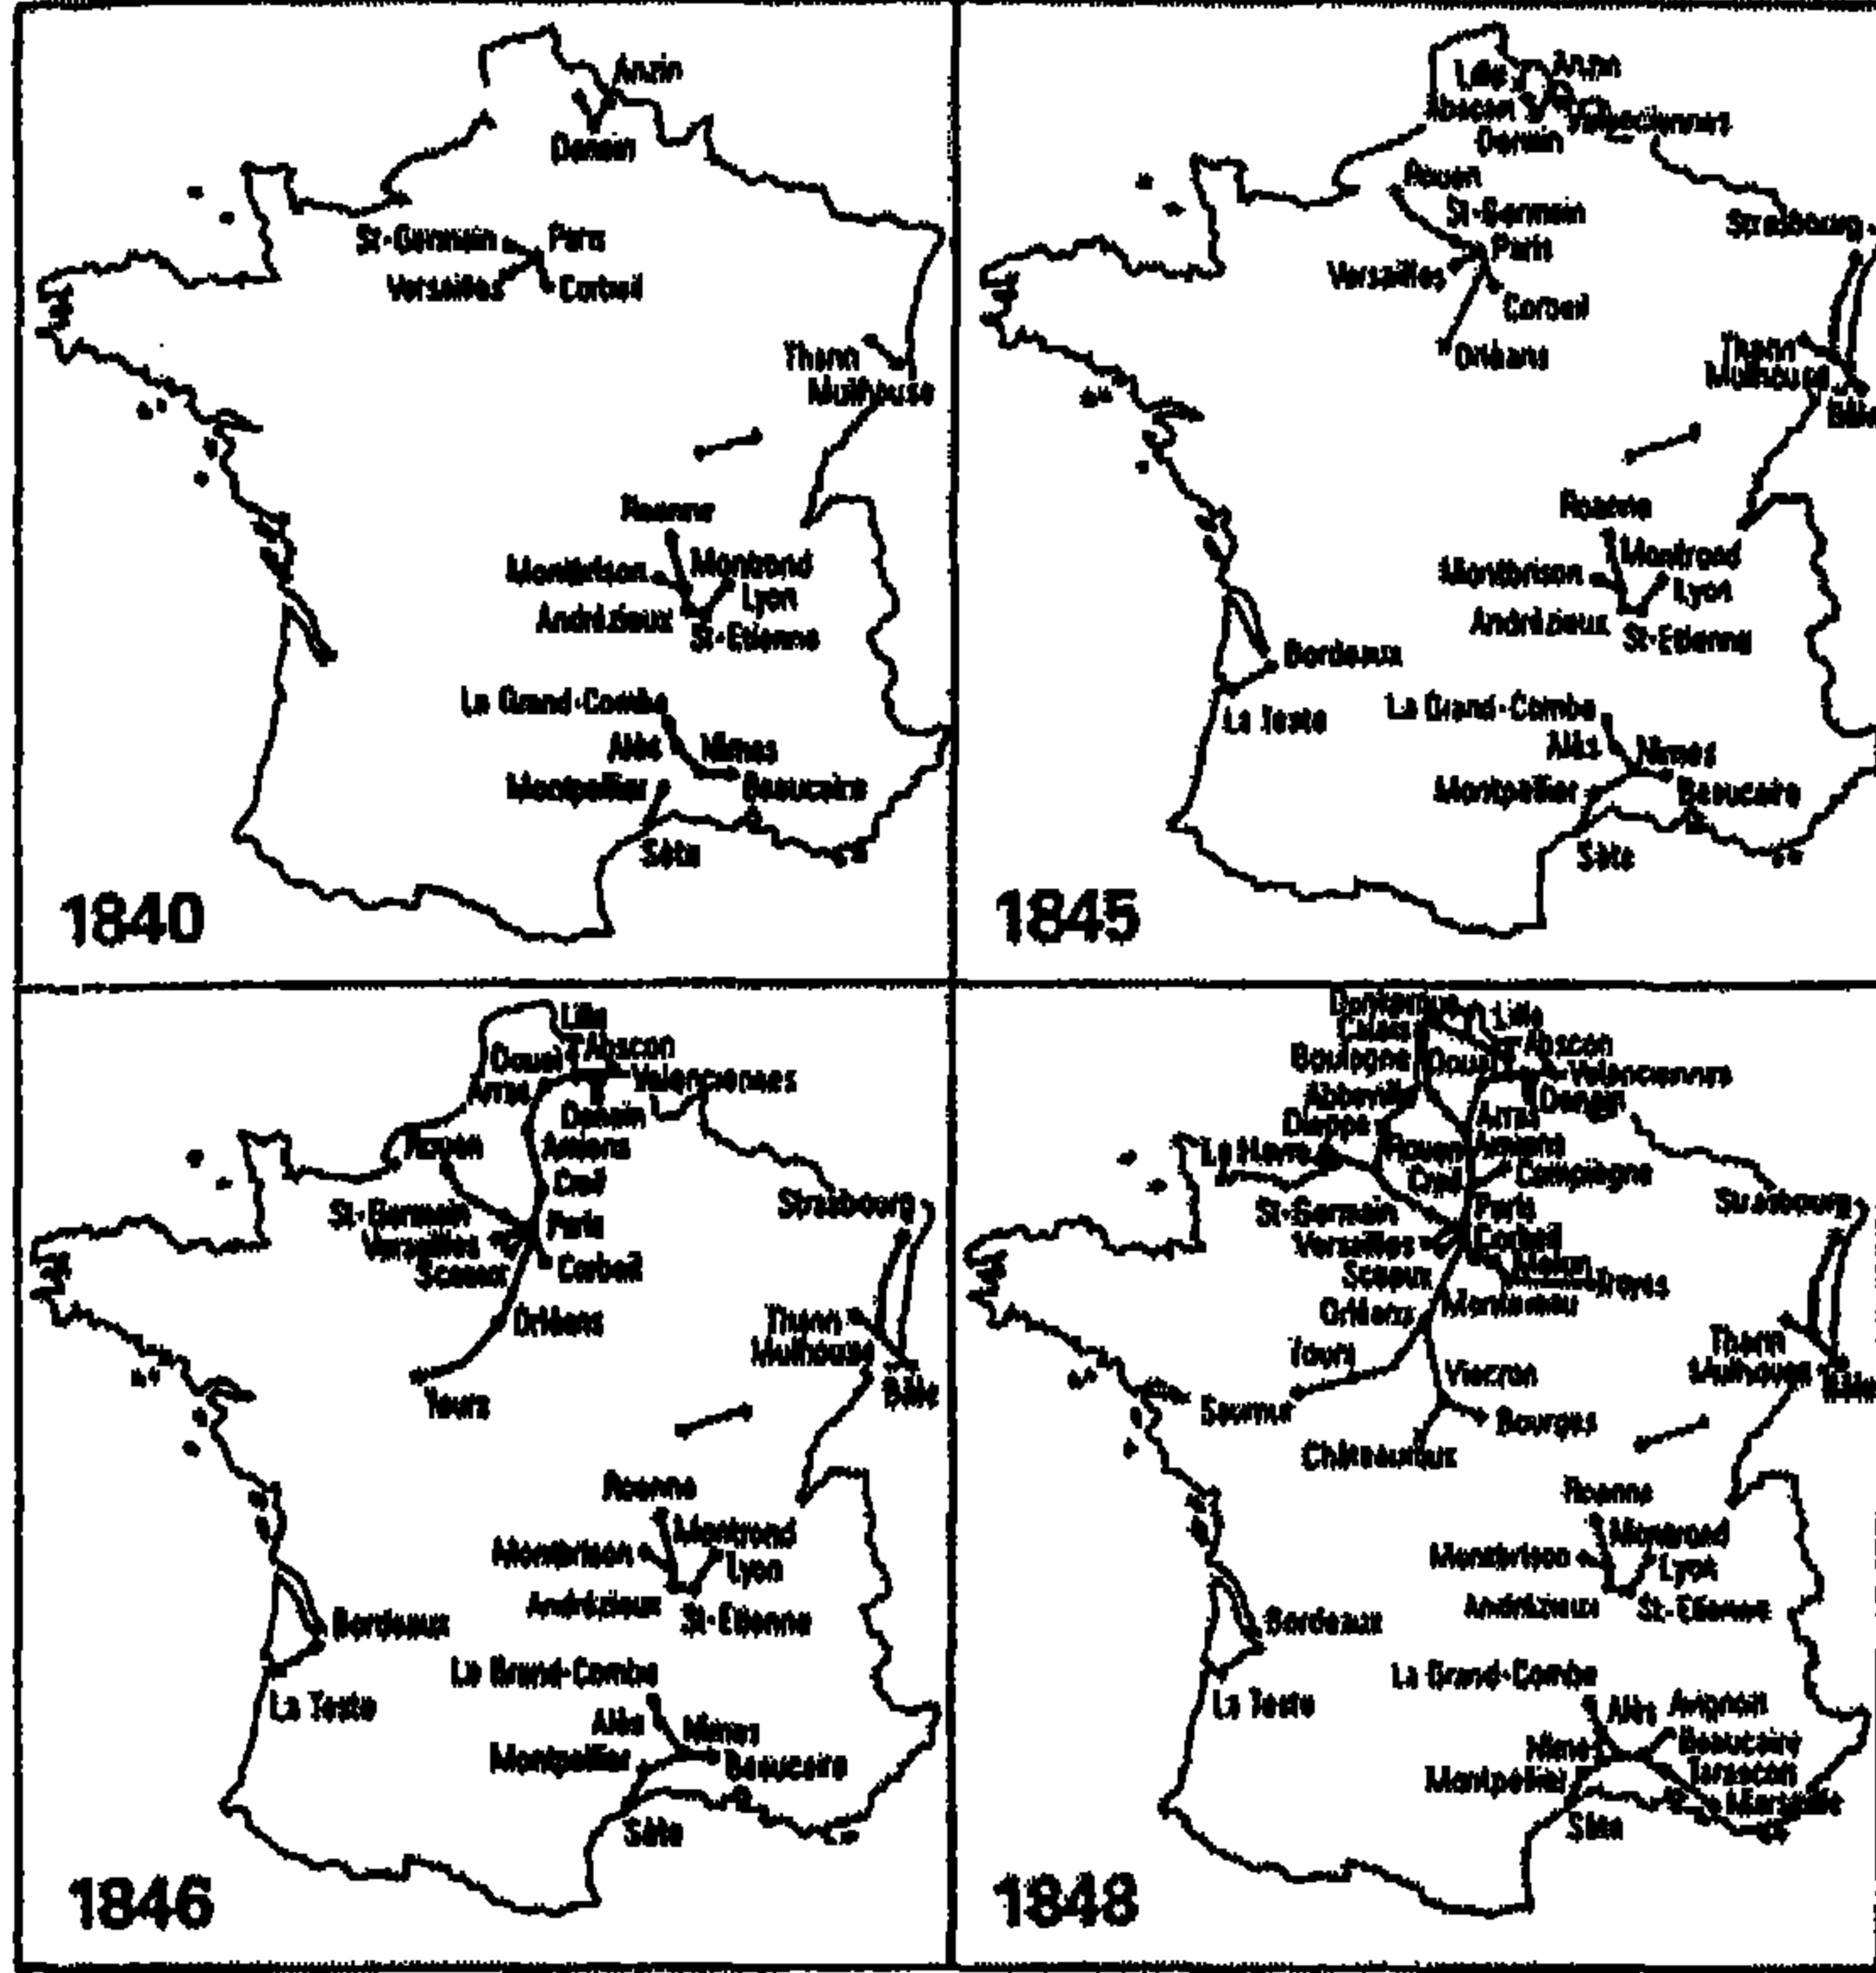 Anzin
Denain
St-Germain
Paris
Versailles
Corbeil
Thann
Mulhouse
Roanne
Montbrison
Montrond
Lyon
Andrézieux
St-Etienne
La Grand-Combe
Alès
Nîmes
Montpellier
Beaucaire
Sète
1840
Lille
Anzin
Abscon
Valenciennes
Denain
Rouen
St-Germain
Strasbourg
Paris
Versailles
Corbeil
Orléans
Thann
Mulhouse
Roanne
Montrond
Montbrison
Lyon
Andrézieux
St-Etienne
Bordeaux
La Teste
La Grand-Combe
Alès
Nîmes
Montpellier
Beaucaire
Sète
1845
Lille
Abscon
Douai
Valenciennes
Arras
Denain
Rouen
Amiens
Creil
Strasbourg
St-Germain
Paris
Versailles
Sceaux
Corbeil
Orléans
Thann
Mulhouse
Bâle
Tours
Roanne
Montrond
Montbrison
Lyon
Andrézieux
St-Etienne
Bordeaux
La Grand-Combe
La Teste
Alès
Nîmes
Montpellier
Beaucaire
Sète
1846
Lille
Calais
Abscon
Boulogne
Douai
Valenciennes
Abbeville
Denain
Arras
Dieppe
Amiens
Le Havre
Rouen
Creil
Compiègne
Strasbourg
St-Germain
Paris
Versailles
Corbeil
Melun
Sceaux
Troyes
Orléans
Montereau
Tours
Thann
Mulhouse
Vierzon
Saumur
Bourges
Châteauroux
Roanne
Montrond
Montbrison
Lyon
Andrézieux
St-Etienne
Bordeaux
La Grand-Combe
La Teste
Alès
Avignon
Nîmes
Beaucaire
Tarascon
Montpellier
Sète
1848